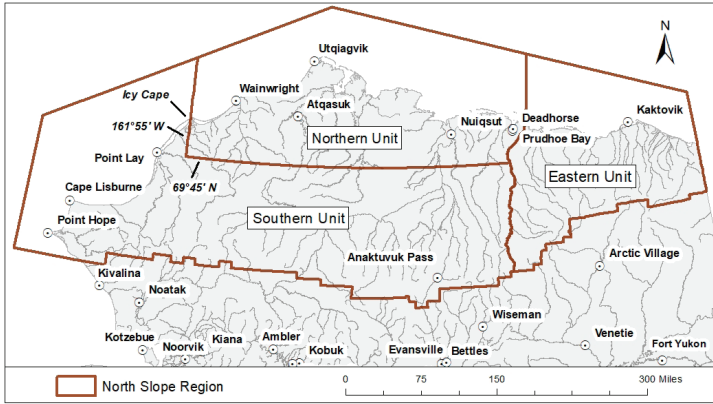 Utqiagvik
N
Icy Cape
Wainwright
Atqasuk
Kaktovik
161°55' W
Nuiqsut
Deadhorse
Northern Unit
Prudhoe Bay
Point Lay
Eastern Unit
69°45' N
Cape Lisburne
Southern Unit
Point Hope
Anaktuvuk Pass
Arctic Village
Kivalina
Noatak
Wiseman
Kotzebue
Kiana
Ambler
Venetie
Noorvik
Kobuk
Evansville
Bettles
Fort Yukon
North Slope Region
0 75 150 300 Miles